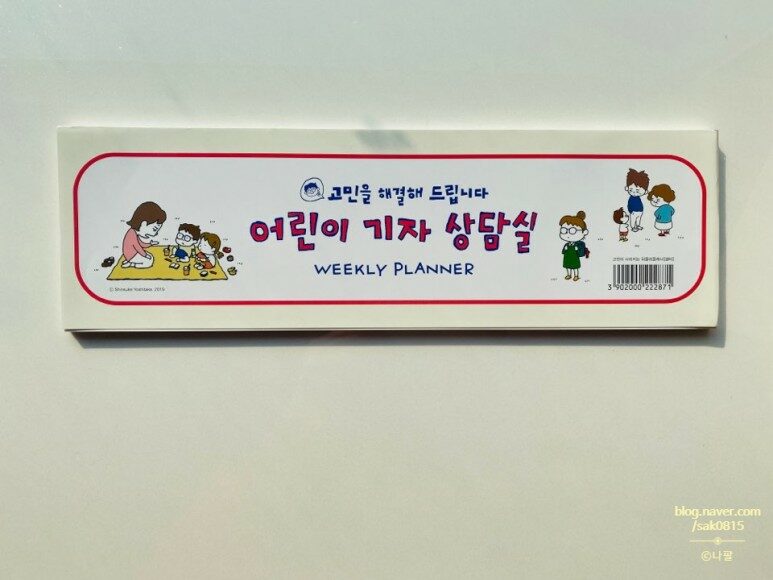 고민을 해결해 드립니다
어린이 기자 상담실
WEEKLY PLANNER
© Shinsuke Yoshitake, 2019
3 902000 222871
blog.naver.com
/sak0815
©나팔